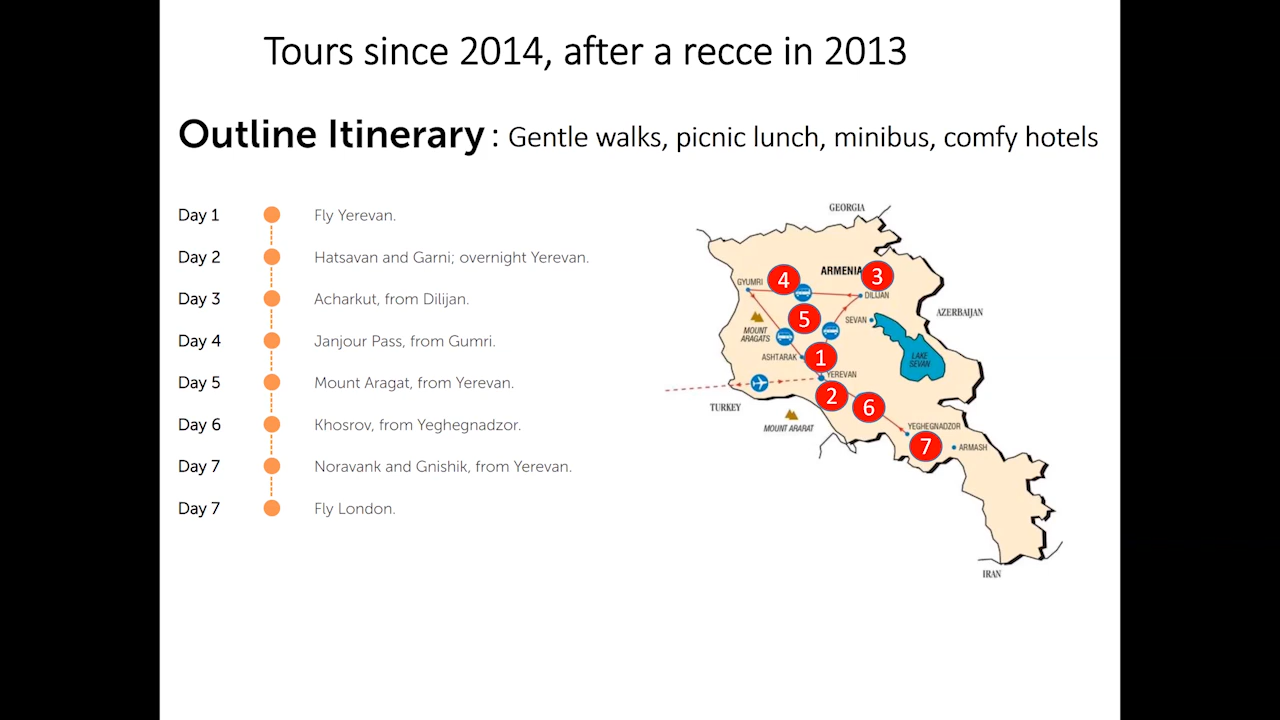 Tours since 2014, after a recce in 2013
Outline Itinerary : Gentle walks, picnic lunch, minibus, comfy hotels
Day 1 Fly Yerevan.
Day 2 Hatsavan and Garni; overnight Yerevan.
Day 3 Acharkut, from Dilijan.
Day 4 Janjour Pass, from Gumri.
Day 5 Mount Aragat, from Yerevan.
Day 6 Khosrov, from Yeghegnadzor.
Day 7 Noravank and Gnishik, from Yerevan.
Day 7 Fly London.
GEORGIA
ARMENIA
3
4
GYUMRI
DILIJAN
AZERBAIJAN
5
SEVAN
MOUNT
ARAGATS
LAKE
SEVAN
ASHTARAK
1
YEREVAN
TURKEY
2
6
MOUNT ARARAT
YEGHEGNADZOR
7
ARMASH
IRAN